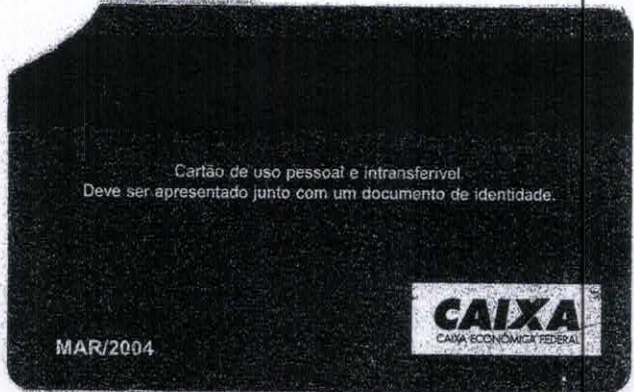 Cartão de uso pessoal e intransferível.
Deve ser apresentado junto com um documento de identidade.
CAIXA
CAIXA ECONÔMICA FEDERAL
MAR/2004